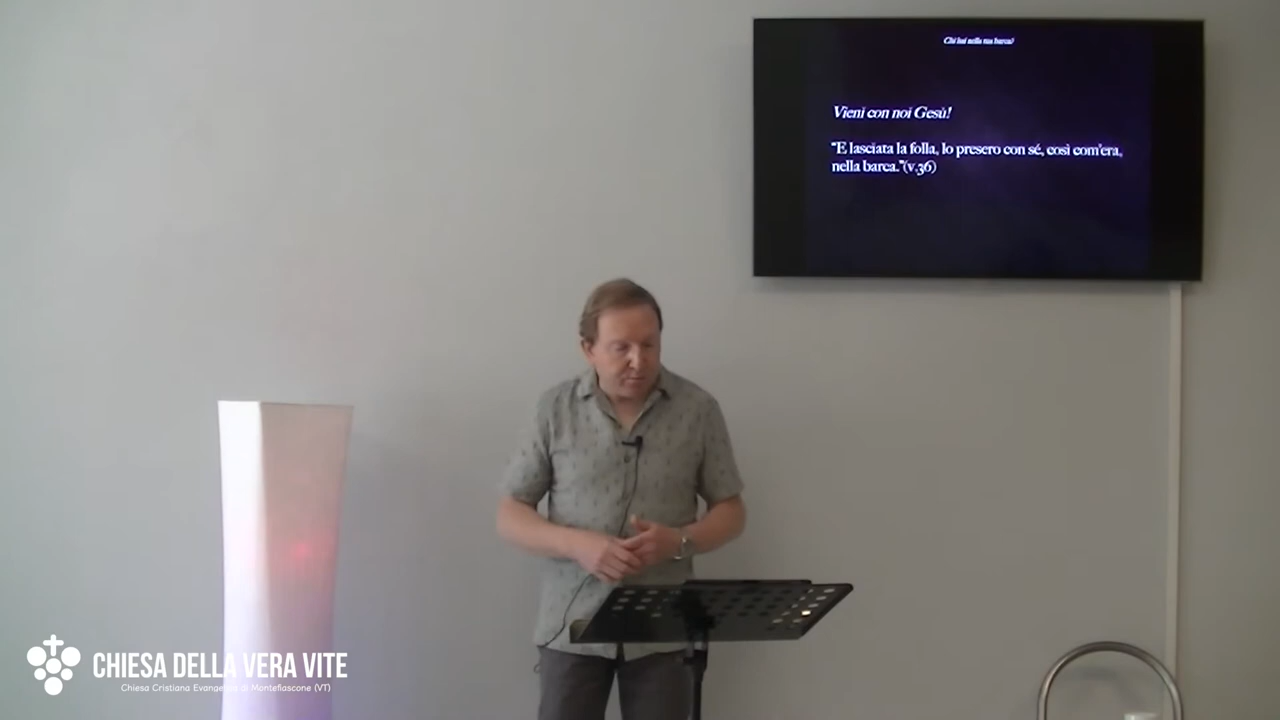 Chi hai nella tua barca?
Vieni con noi Gesù!
"E lasciata la folla, lo presero con sé, così com'era,
nella barca."(v.36)
CHIESA DELLA VERA VITE
Chiesa Cristiana Evangelica di Montefiascone (VT)